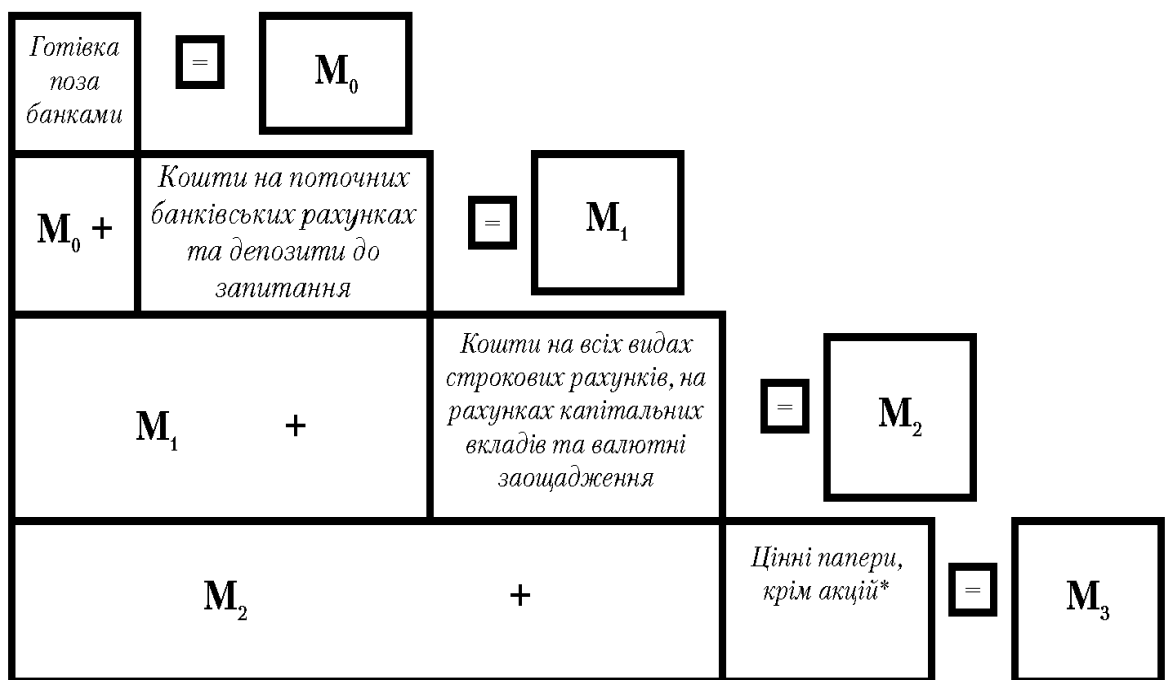 Готівка
поза
банками
=
M₀
M₀ +
Кошти на поточних
банківських рахунках
та депозити до
запитання
=
M₁
M₁ +
Кошти на всіх видах
строкових рахунків, на
рахунках капітальних
вкладів та валютні
заощадження
=
M₂
M₂ +
Цінні папери,
крім акцій*
=
M₃